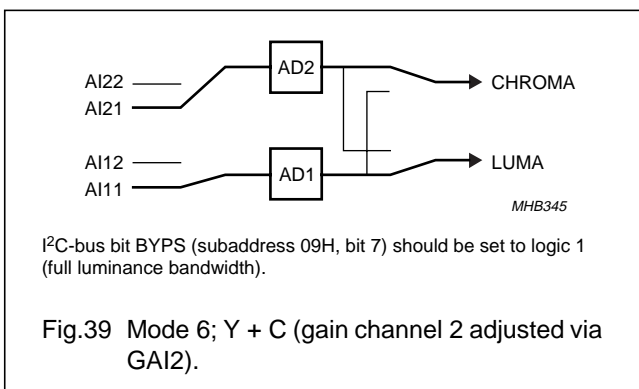 AI22
AI21
AD2
CHROMA
AI12
AI11
AD1
LUMA
MHB345
I²C-bus bit BYPS (subaddress 09H, bit 7) should be set to logic 1
(full luminance bandwidth).
Fig.39 Mode 6; Y + C (gain channel 2 adjusted via
GAI2).